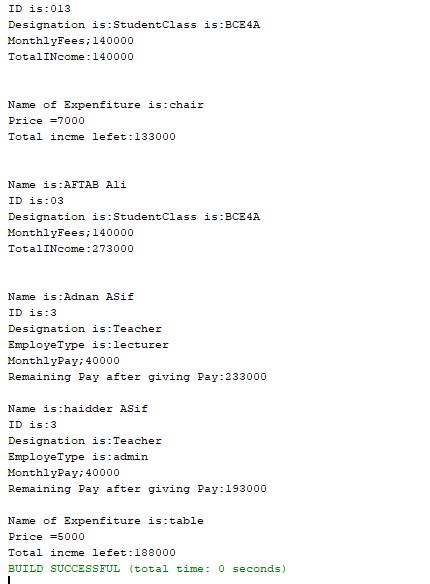 ID is:013
Designation is:StudentClass is:BCE4A
MonthlyFees;140000
TotalINcome:140000
Name of Expenfiture is:chair
Price =7000
Total incme lefet:133000
Name is:AFTAB Ali
ID is:03
Designation is:StudentClass is:BCE4A
MonthlyFees;140000
TotalINcome:273000
Name is:Adnan ASif
ID is:3
Designation is:Teacher
EmployeType is:lecturer
MonthlyPay;40000
Remaining Pay after giving Pay:233000
Name is:haidder ASif
ID is:3
Designation is:Teacher
EmployeType is:admin
MonthlyPay;40000
Remaining Pay after giving Pay:193000
Name of Expenfiture is:table
Price =5000
Total incme lefet:188000
BUILD SUCCESSFUL (total time: 0 seconds)